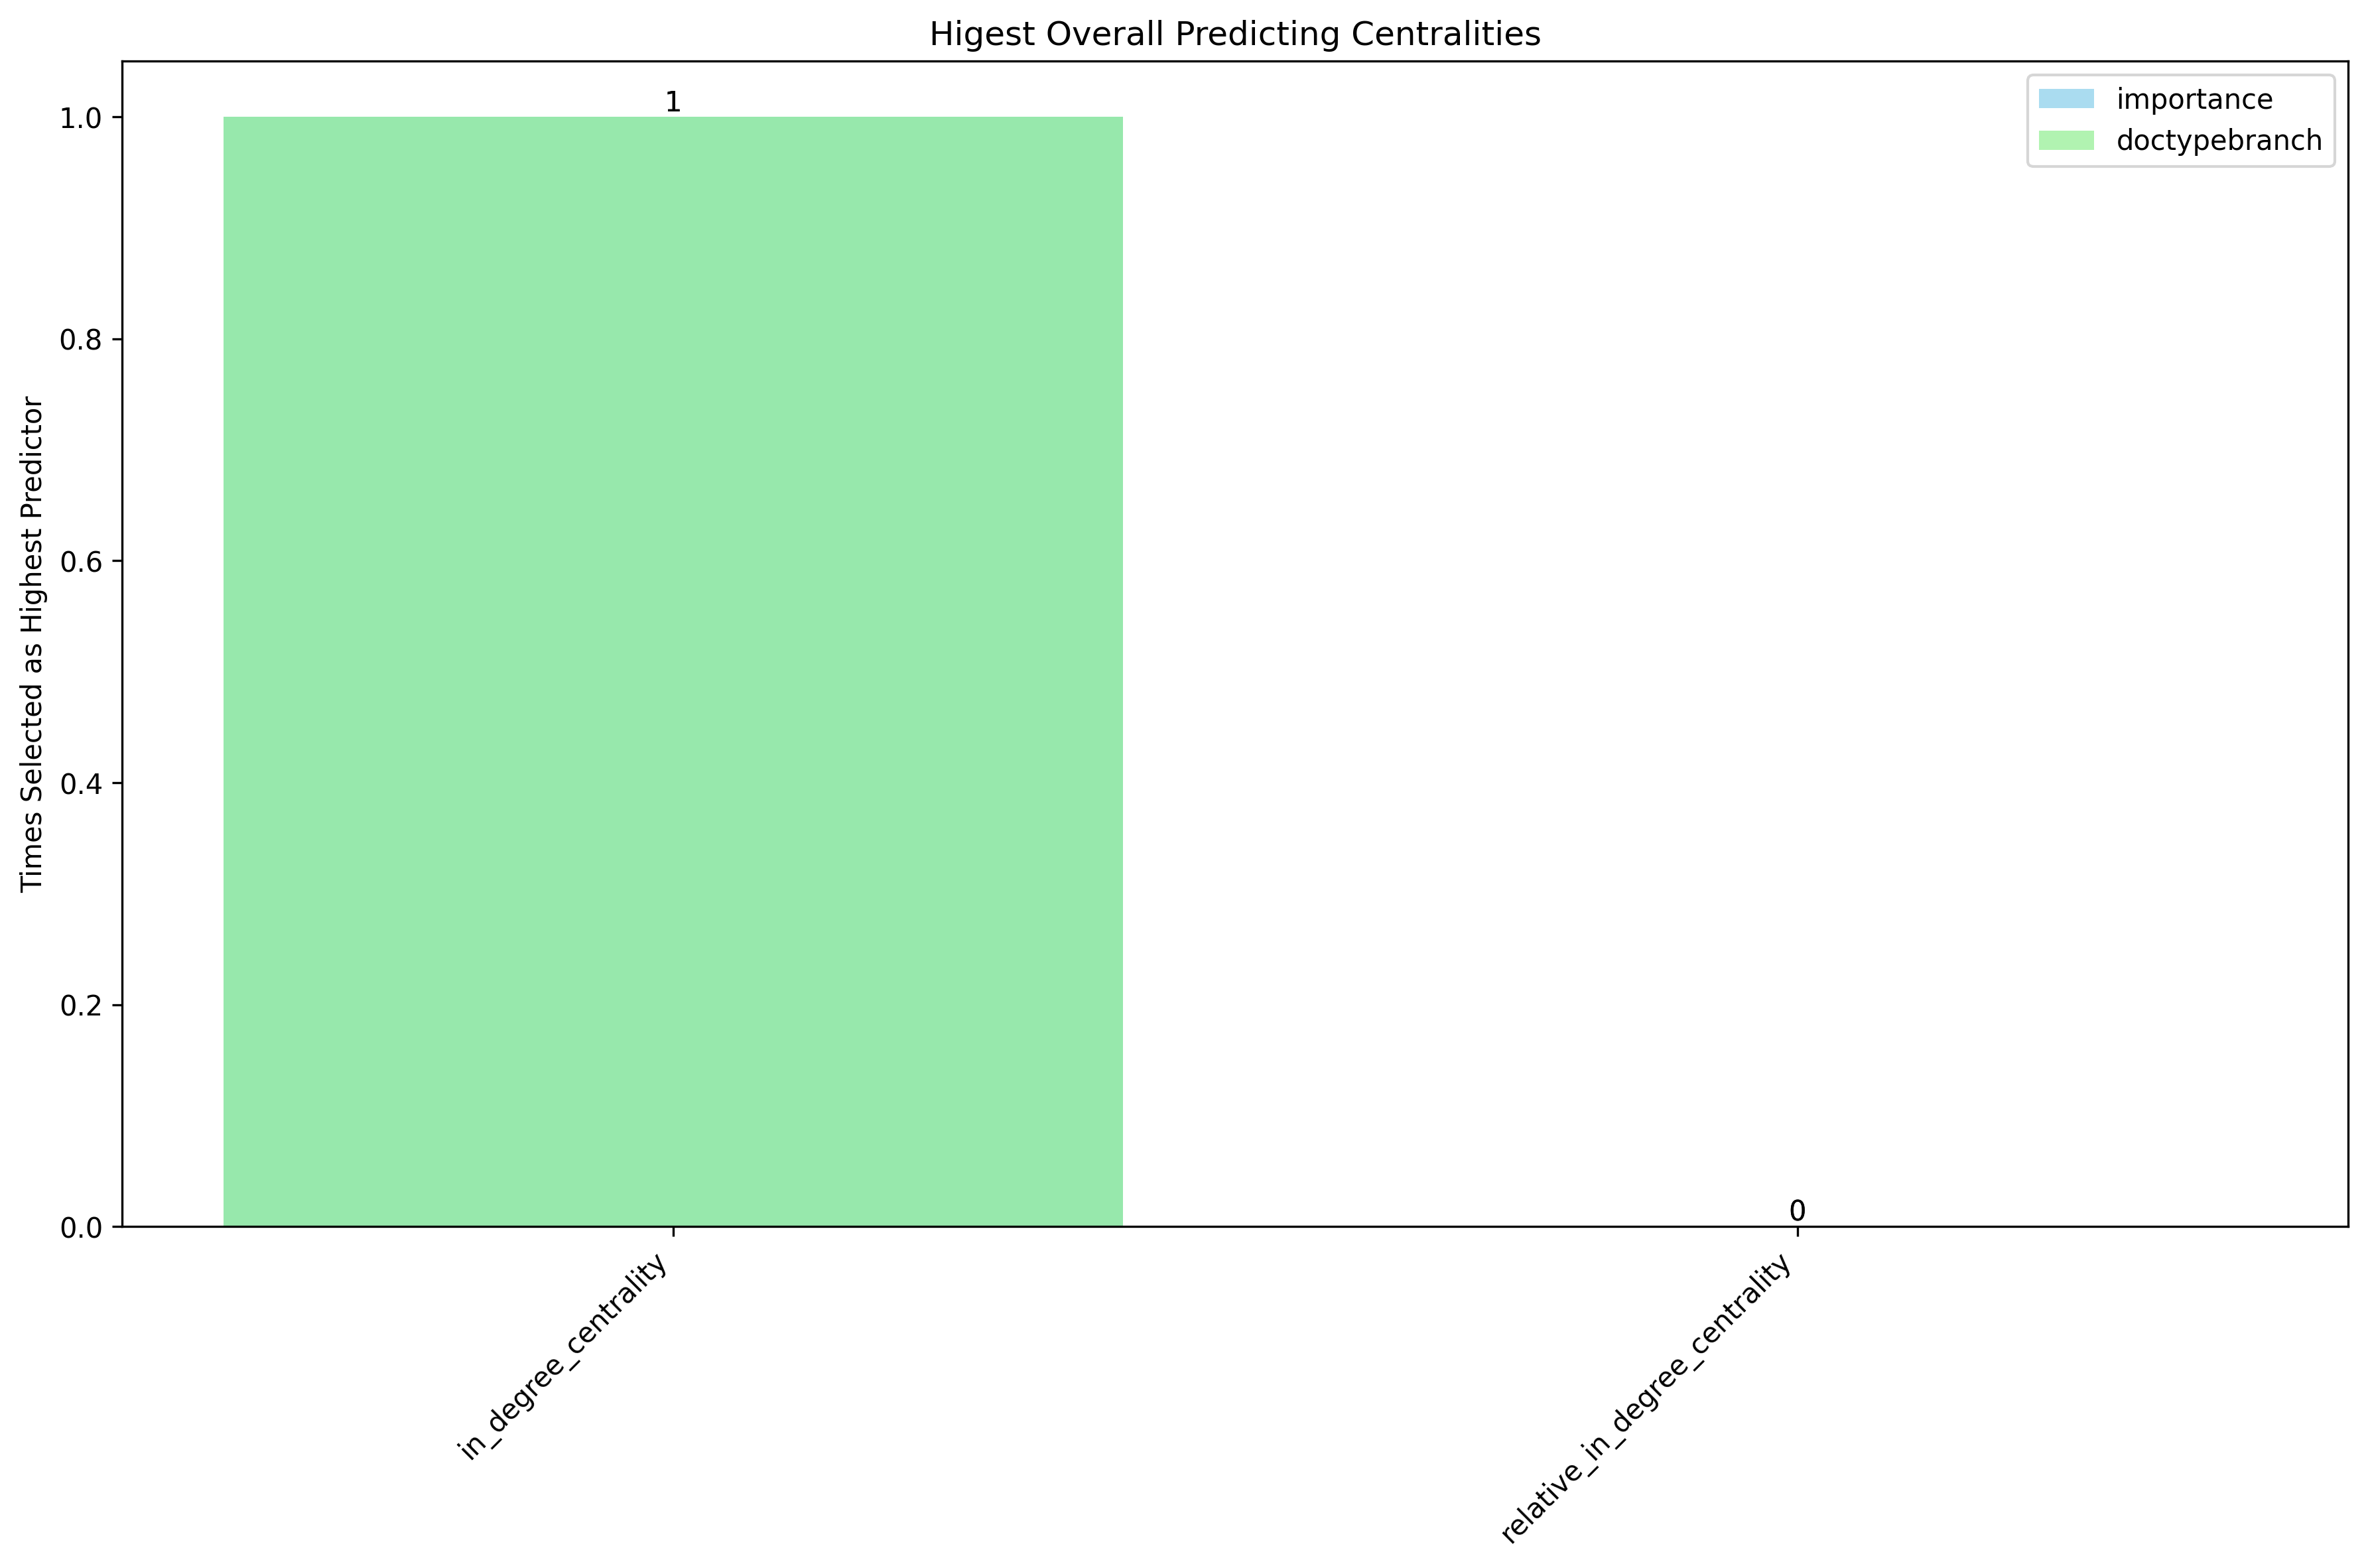 Higest Overall Predicting Centralities
importance
doctypebranch
Times Selected as Highest Predictor
1.0
0.8
0.6
0.4
0.2
0.0
1
0
in_degree_centrality
relative_in_degree_centrality